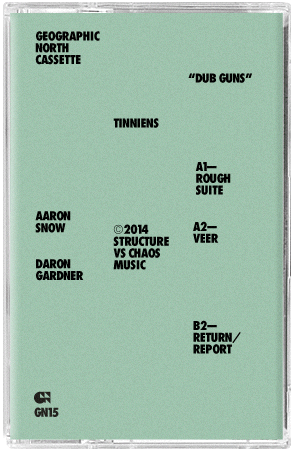 GEOGRAPHIC
NORTH
CASSETTE
“DUB GUNS”
TINNIENS
A1—
ROUGH
SUITE
AARON
SNOW
©2014
STRUCTURE
VS CHAOS
MUSIC
A2—
VEER
DARON
GARDNER
B2—
RETURN/
REPORT
GN15